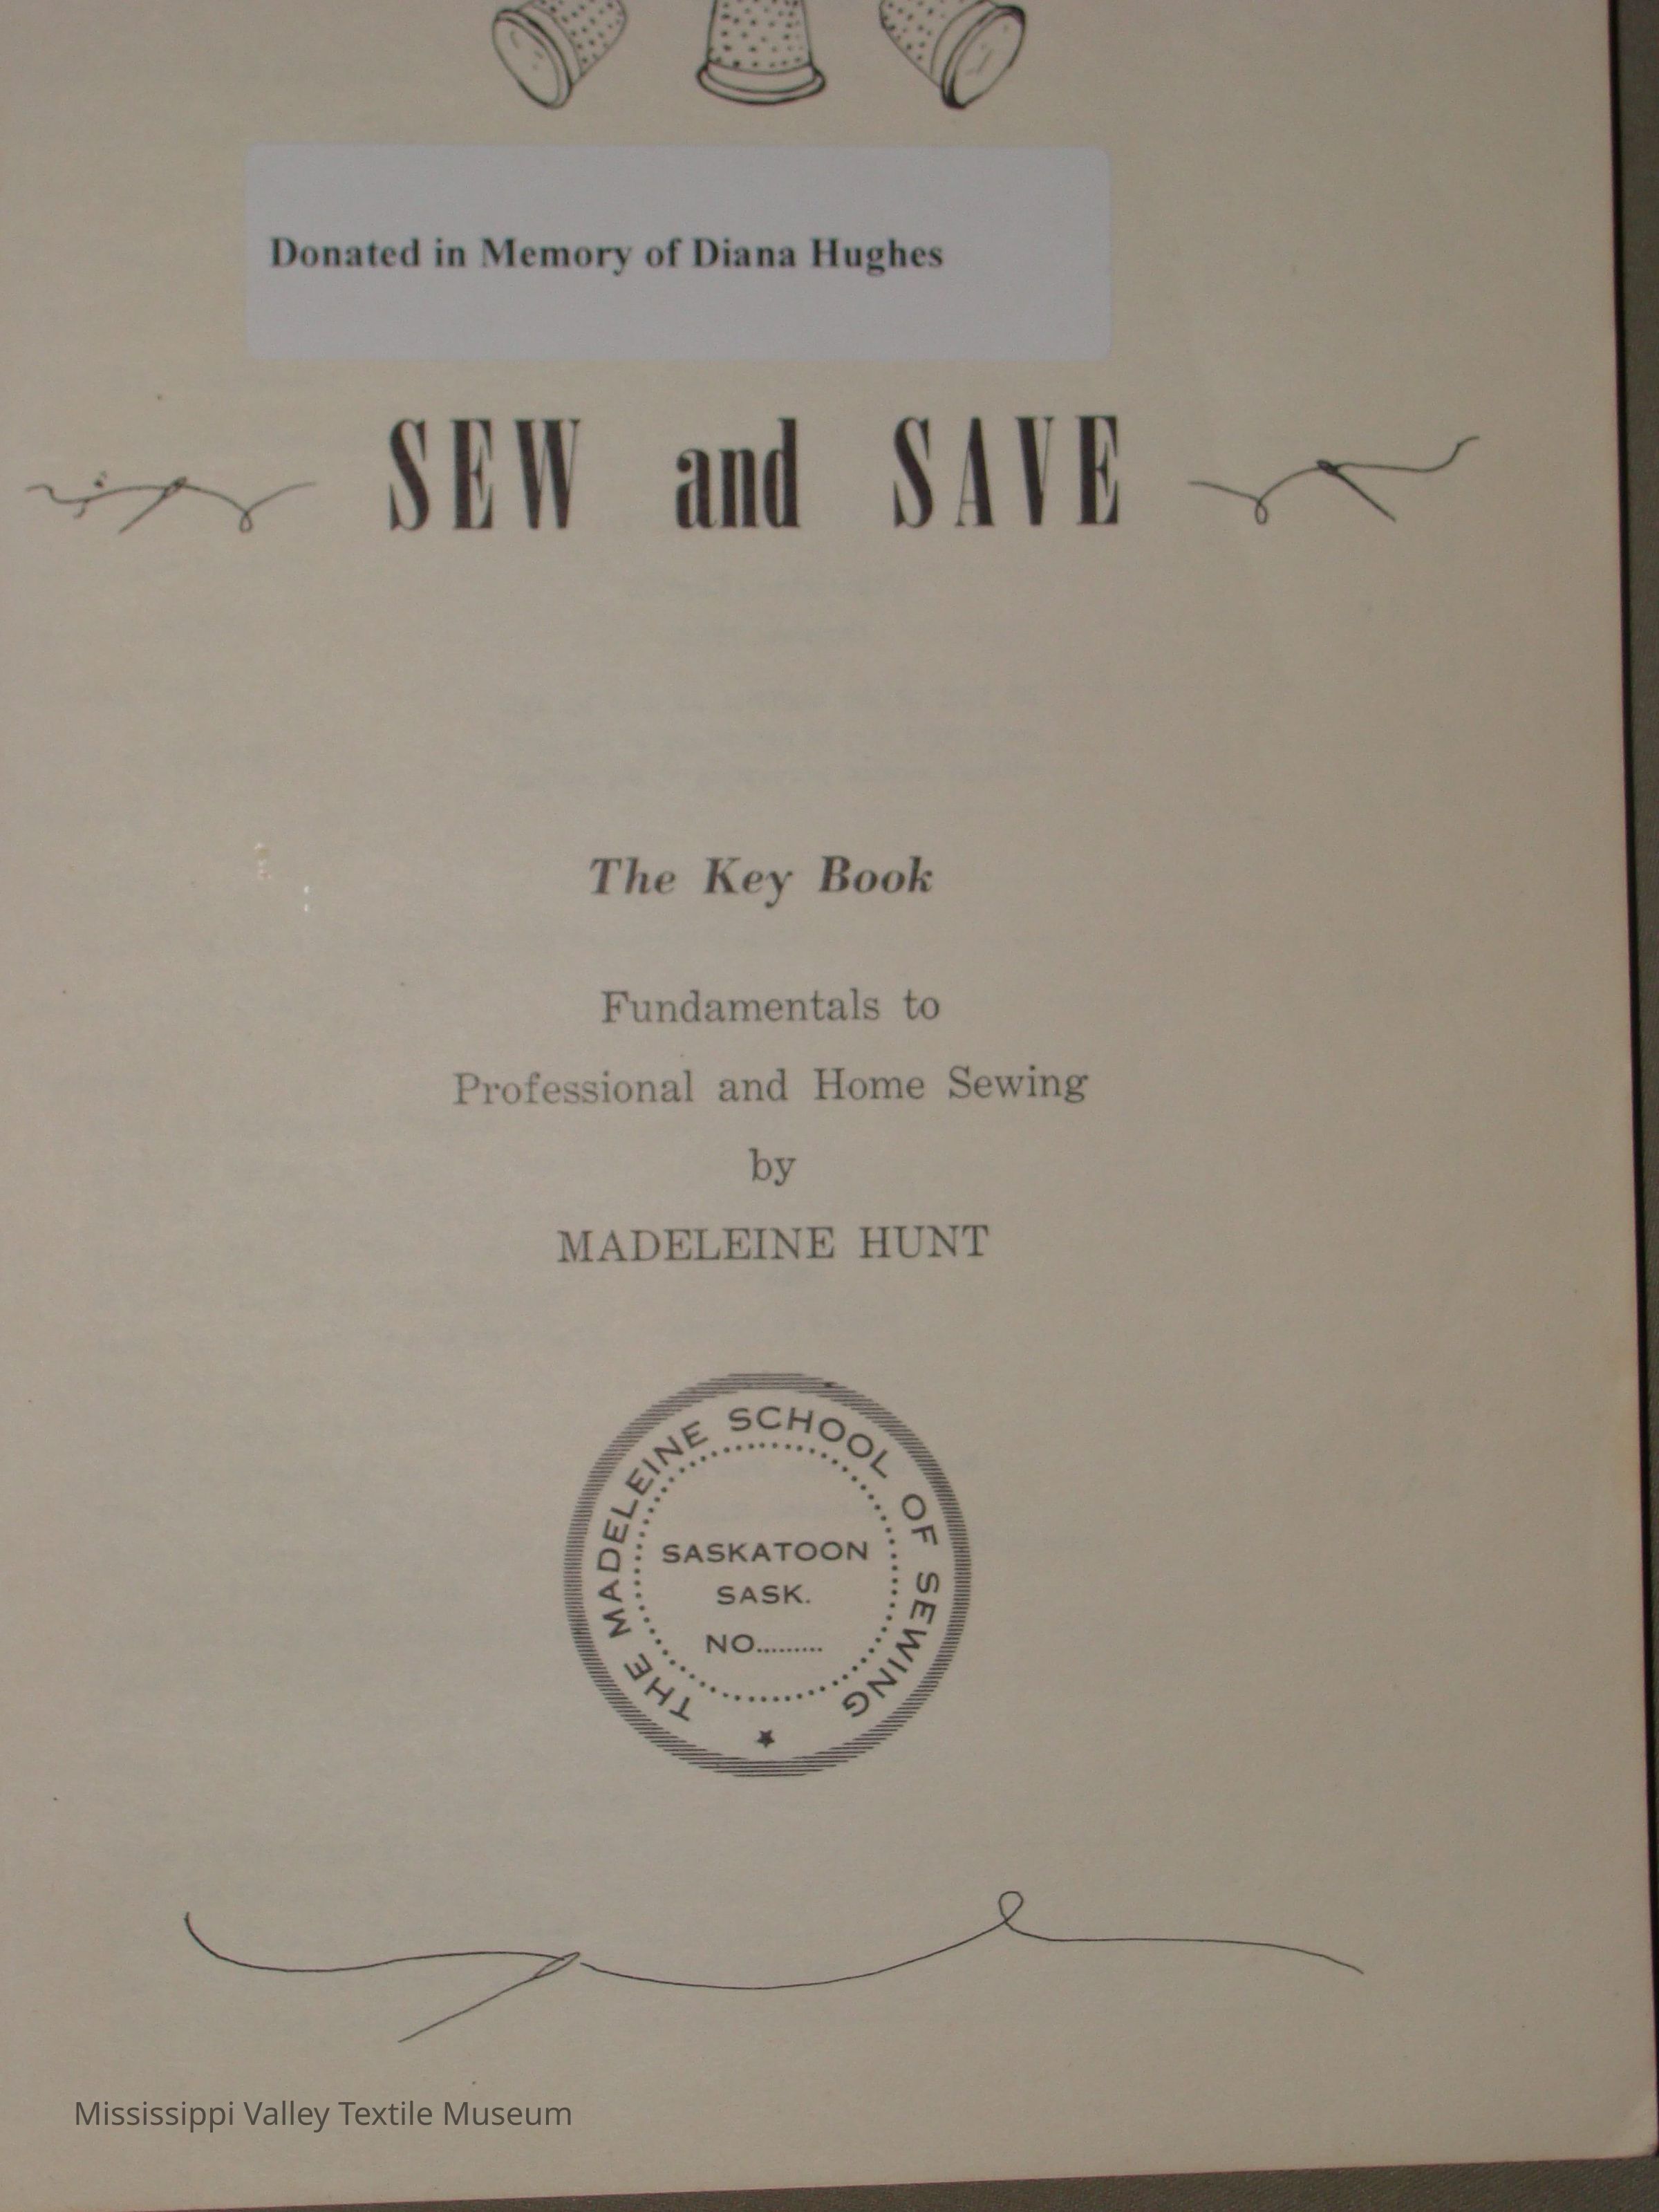 Donated in Memory of Diana Hughes
SEW and SAVE
The Key Book
Fundamentals to
Professional and Home Sewing
by
MADELEINE HUNT
THE MADELEINE SCHOOL OF SEWING
SASKATOON
SASK.
NO.........
Mississippi Valley Textile Museum